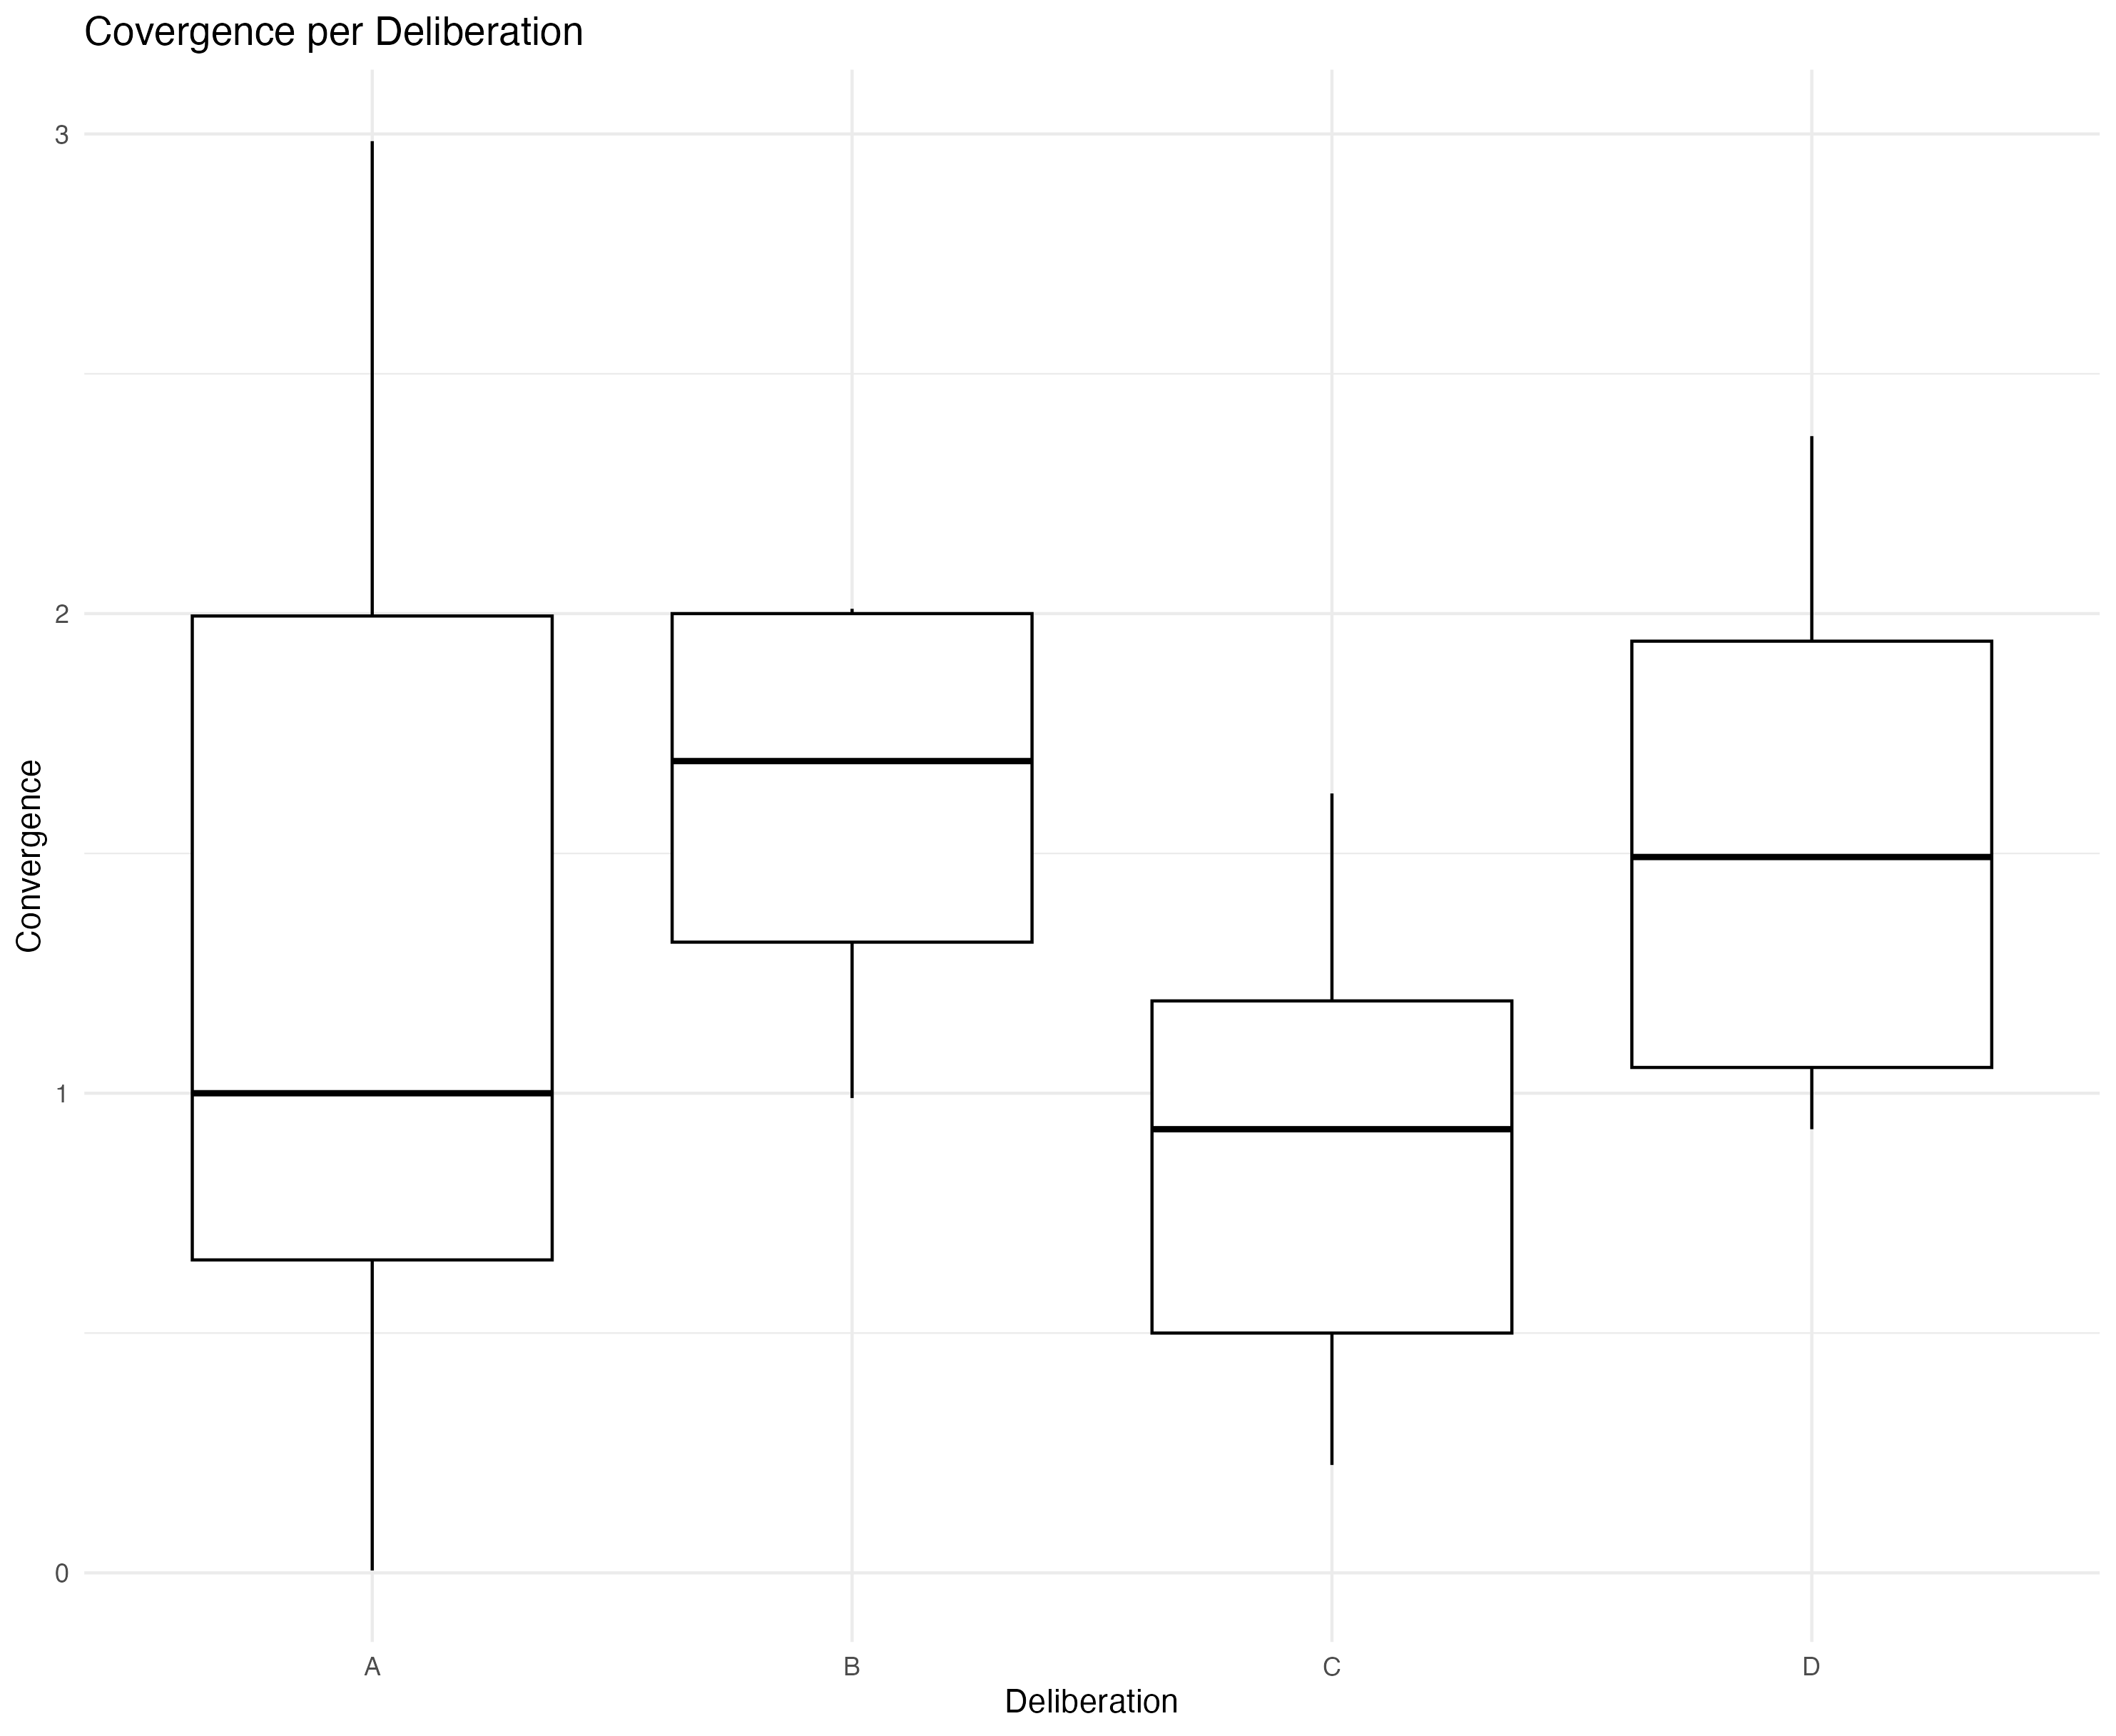 Covergence per Deliberation
3
2
1
0
Convergence
A
B
C
D
Deliberation